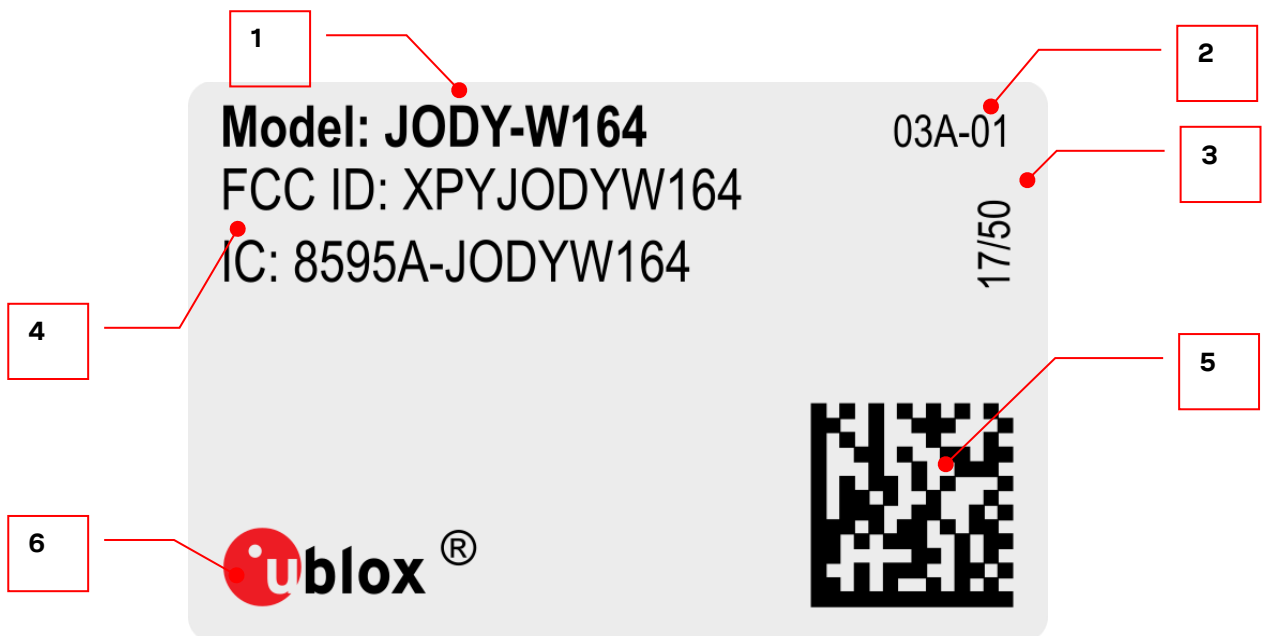 1
2
Model: JODY-W164
03A-01
3
FCC ID: XPYJODYW164
17/50
IC: 8595A-JODYW164
4
5
6
ublox ®